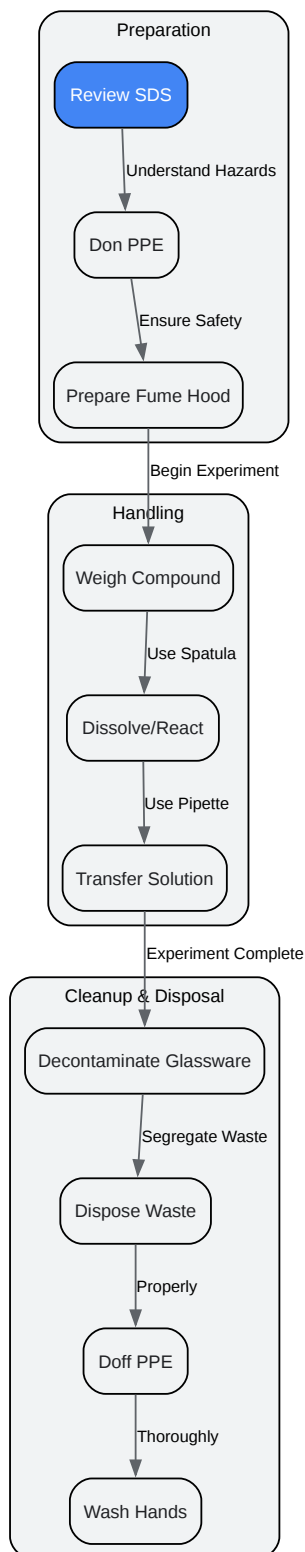 Preparation
Review SDS
Understand Hazards
Don PPE
Ensure Safety
Prepare Fume Hood
Begin Experiment
Handling
Weigh Compound
Use Spatula
Dissolve/React
Use Pipette
Transfer Solution
Experiment Complete
Cleanup & Disposal
Decontaminate Glassware
Segregate Waste
Dispose Waste
Properly
Doff PPE
Thoroughly
Wash Hands